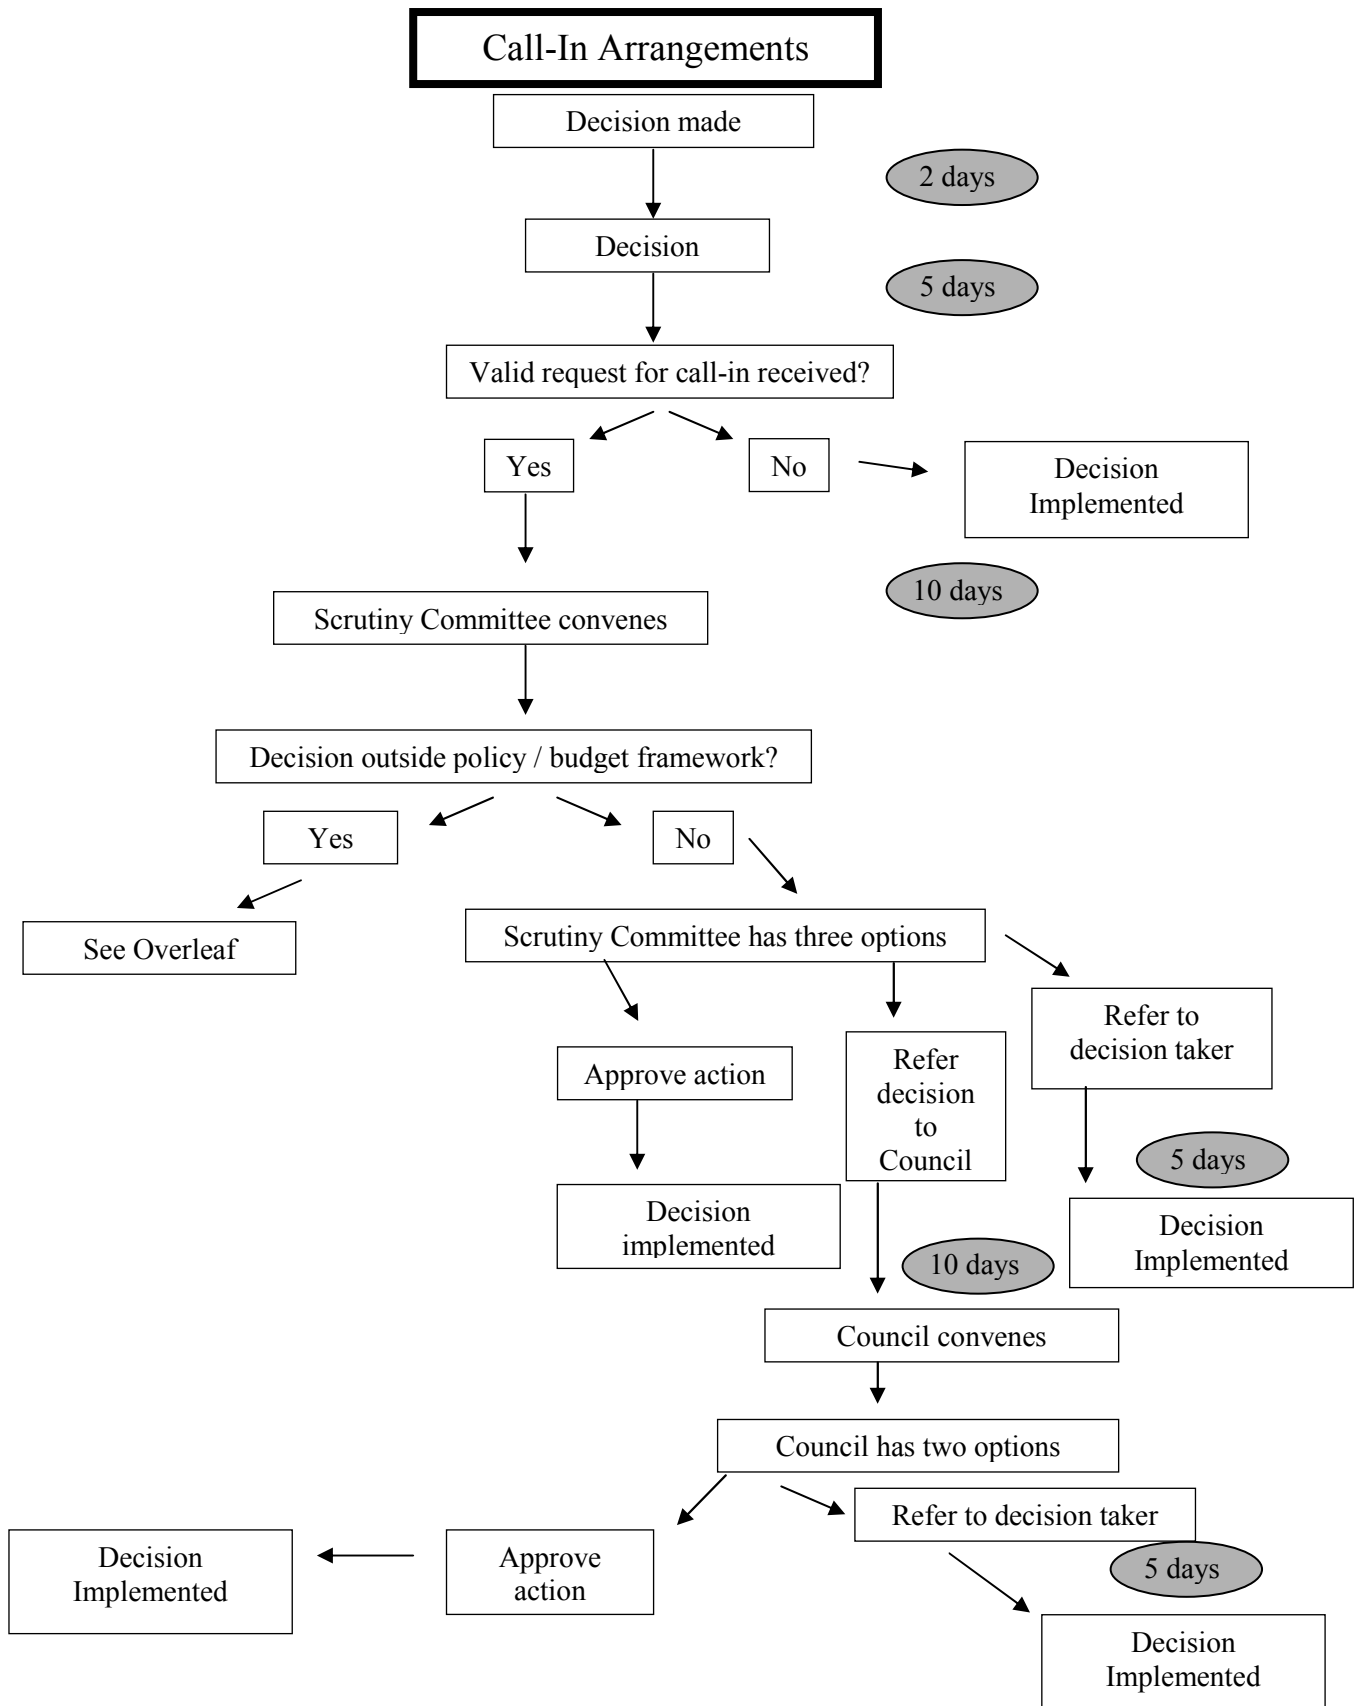 Call-In Arrangements
Decision made
2 days
Decision
5 days
Valid request for call-in received?
Yes
No
Decision
Implemented
10 days
Scrutiny Committee convenes
Decision outside policy / budget framework?
Yes
No
See Overleaf
Scrutiny Committee has three options
Approve action
Refer
decision
to
Council
Refer to
decision taker
5 days
Decision
implemented
Decision
Implemented
10 days
Council convenes
Council has two options
Refer to decision taker
5 days
Approve
action
Decision
Implemented
Decision
Implemented